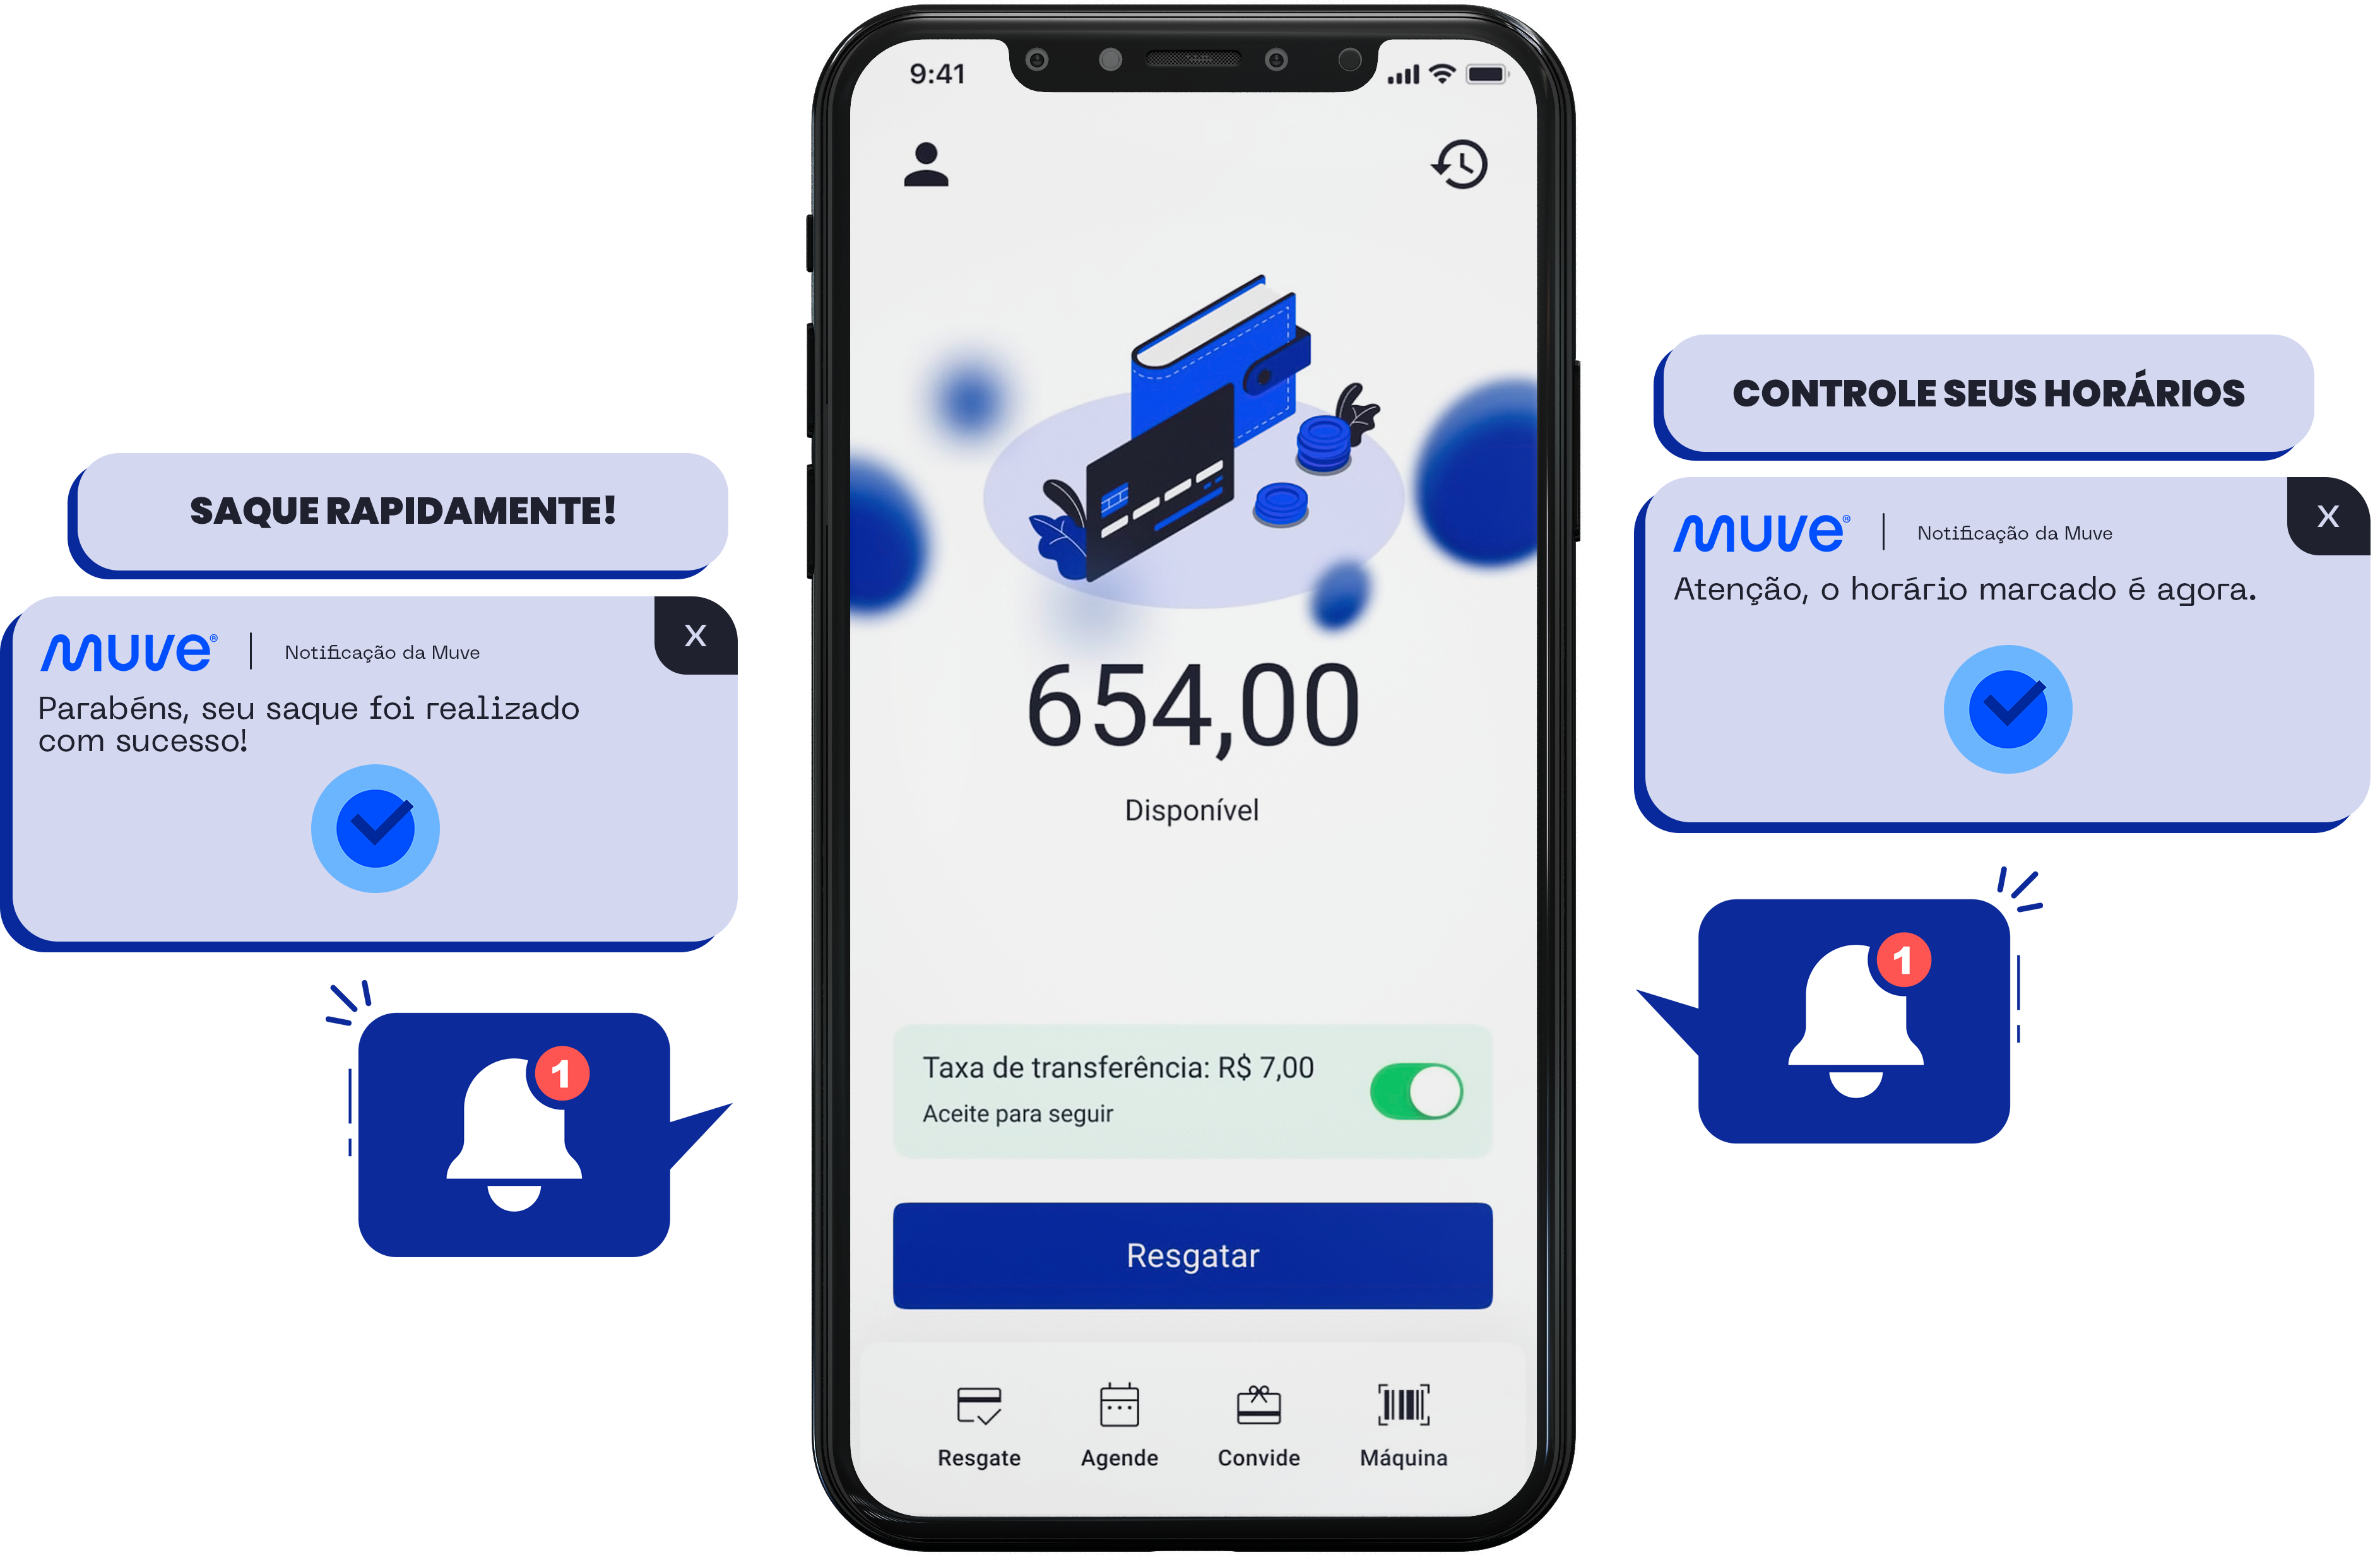 SAQUE RAPIDAMENTE!
muve®
Notificação da Muve
X
Parabéns, seu saque foi realizado
com sucesso!
1
9:41
654,00
Disponível
Taxa de transferência: R$ 7,00
Aceite para seguir
Resgatar
Resgate
Agende
Convide
Máquina
CONTROLE SEUS HORÁRIOS
muve®
Notificação da Muve
X
Atenção, o horário marcado é agora.
1